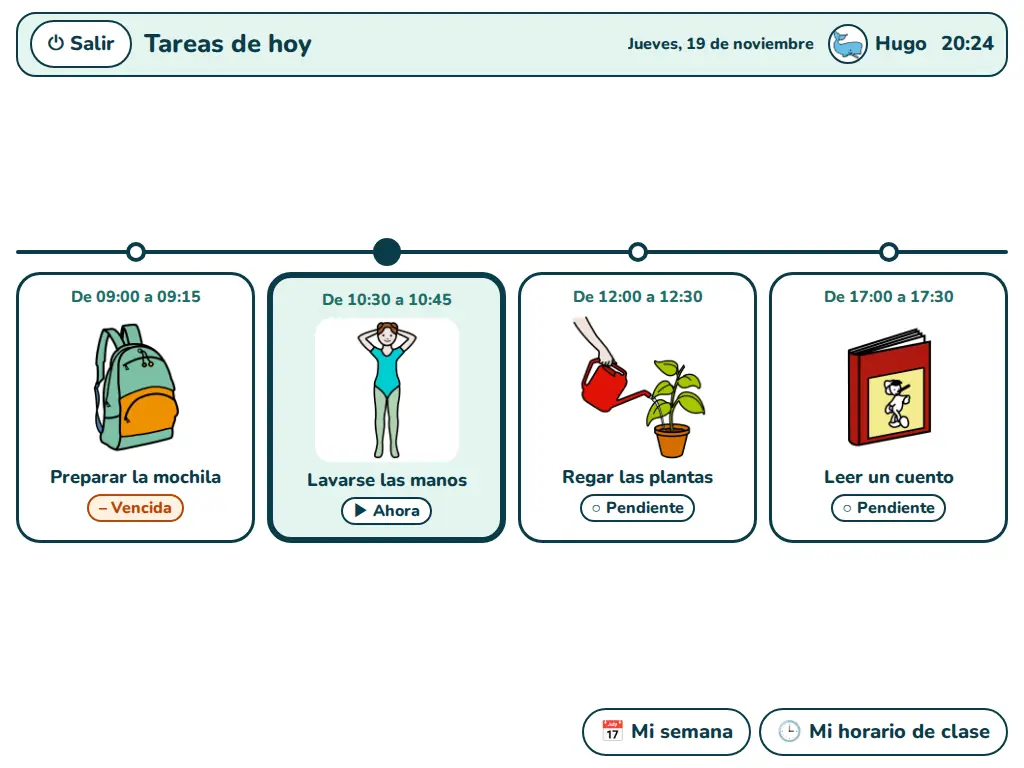 Salir
Tareas de hoy
Jueves, 19 de noviembre
Hugo
20:24
De 09:00 a 09:15
Preparar la mochila
– Vencida
De 10:30 a 10:45
Lavarse las manos
▶ Ahora
De 12:00 a 12:30
Regar las plantas
○ Pendiente
De 17:00 a 17:30
Leer un cuento
○ Pendiente
17 Mi semana
Mi horario de clase